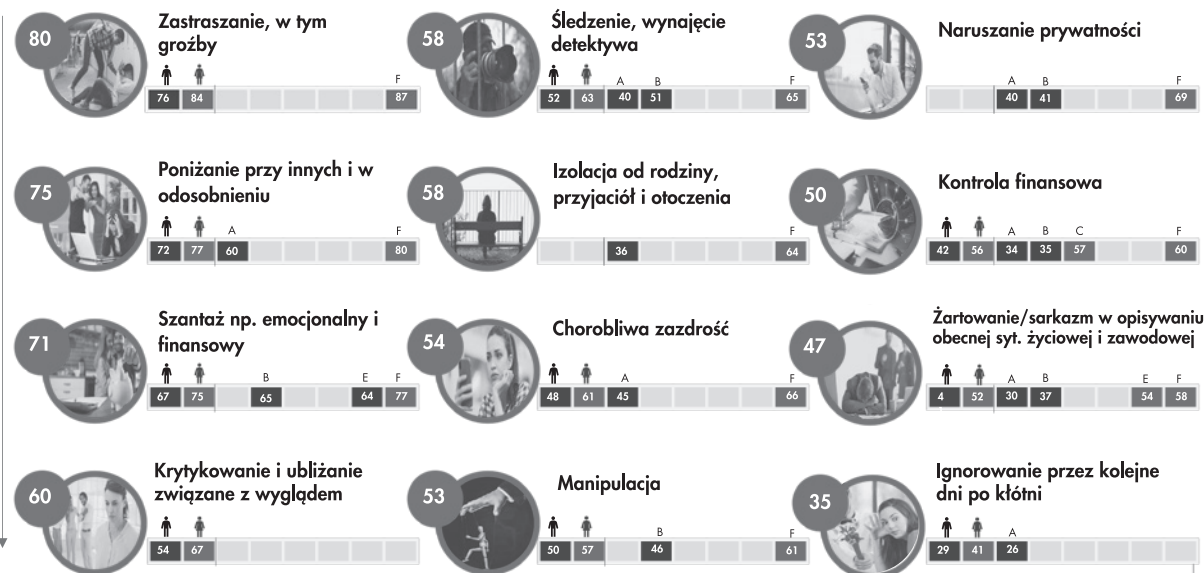 80
Zastraszanie, w tym
groźby
F
76 84 87
75
Poniżanie przy innych i w
odosobnieniu
A F
72 77 60 80
71
Szantaż np. emocjonalny i
finansowy
B E F
67 75 65 64 77
60
Krytykowanie i ubliżanie
związane z wyglądem
54 67
58
Śledzenie, wynajęcie
detektywa
A B F
52 63 40 51 65
58
Izolacja od rodziny,
przyjaciół i otoczenia
F
36 64
54
Chorobliwa zazdrość
A F
48 61 45 66
53
Manipulacja
B F
50 57 46 61
53
Naruszanie prywatności
A B F
40 41 69
50
Kontrola finansowa
A B C F
42 56 34 35 57 60
47
Żartowanie/sarkazm w opisywaniu
obecnej syt. życiowej i zawodowej
A B E F
4 52 30 37 54 58
35
Ignorowanie przez kolejne
dni po kłótni
A
29 41 26